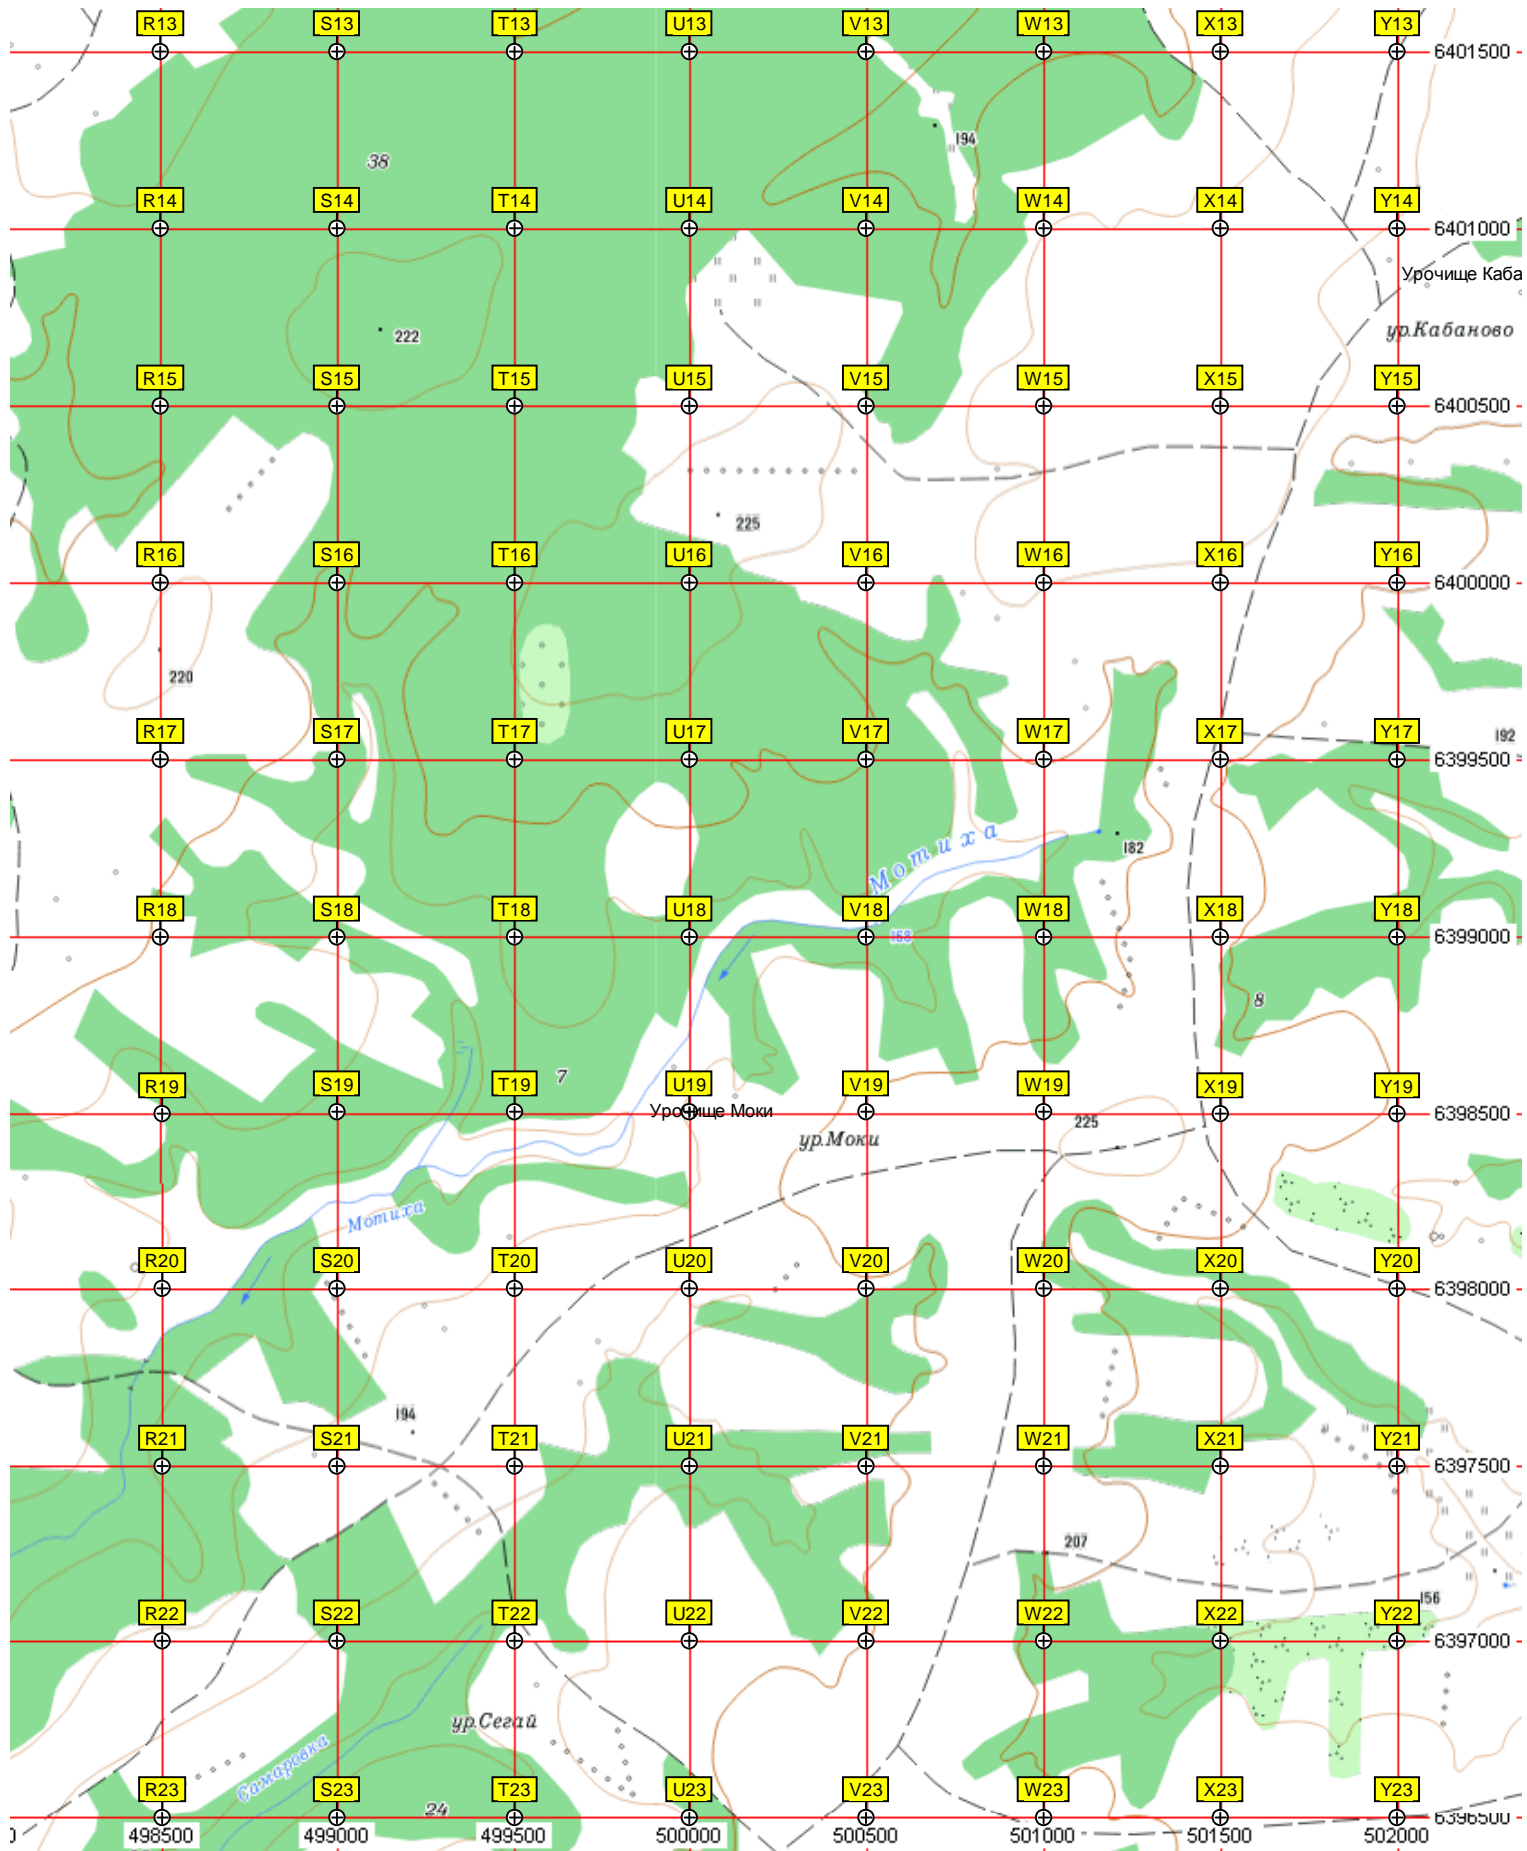 R13 S13 T13 U13 V13 W13 X13 Y13
6401500
194
38
R14 S14 T14 U14 V14 W14 X14 Y14
6401000
Урочище Каба
ур.Кабаново
222
R15 S15 T15 U15 V15 W15 X15 Y15
6400500
225
R16 S16 T16 U16 V16 W16 X16 Y16
6400000
220
R17 S17 T17 U17 V17 W17 X17 Y17
192
6399500
Мотиха
182
R18 S18 T18 U18 V18 W18 X18 Y18
168
6399000
8
7
R19 S19 T19 U19 V19 W19 X19 Y19
Урочище Моки
6398500
225
ур.Моки
Мотиха
R20 S20 T20 U20 V20 W20 X20 Y20
6398000
194
R21 S21 T21 U21 V21 W21 X21 Y21
6397500
207
156
R22 S22 T22 U22 V22 W22 X22 Y22
6397000
ур.Сегай
Самаровка
R23 S23 T23 U23 V23 W23 X23 Y23
24
6396500
0 498500 499000 499500 500000 500500 501000 501500 502000